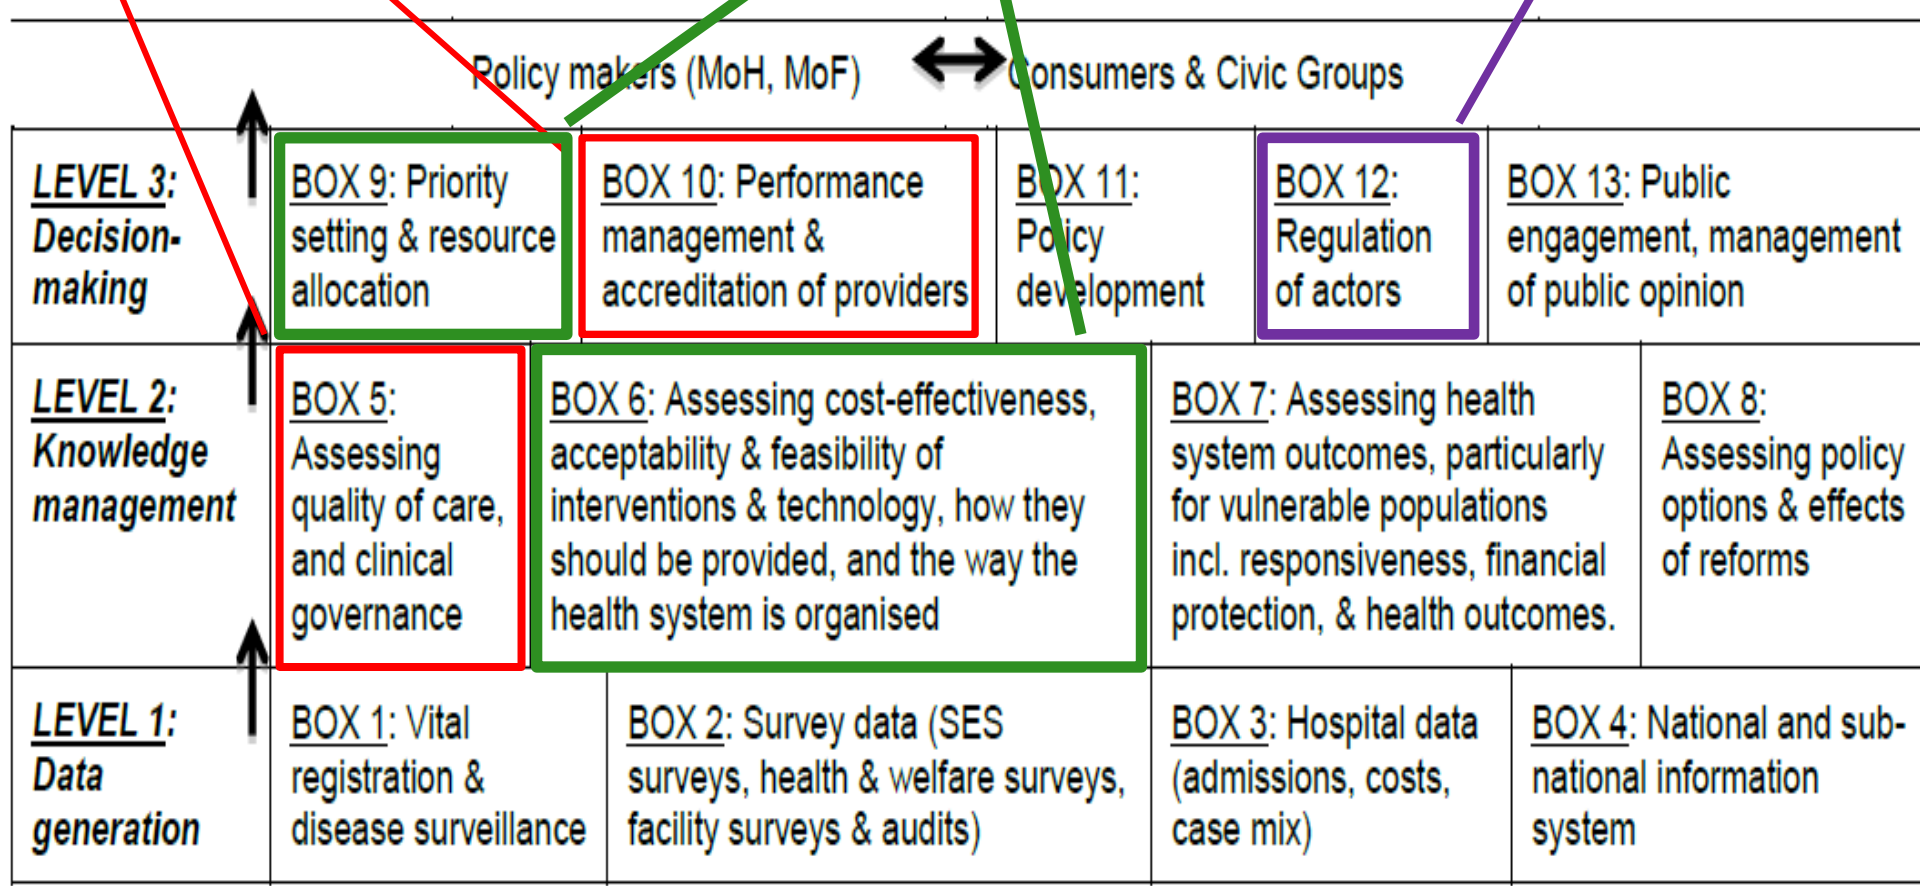 Policy makers (MoH, MoF) Consumers & Civic Groups
LEVEL 3:
Decision-
making
BOX 9: Priority
setting & resource
allocation
BOX 10: Performance
management &
accreditation of providers
BOX 11:
Policy
development
BOX 12:
Regulation
of actors
BOX 13: Public
engagement, management
of public opinion
LEVEL 2:
Knowledge
management
BOX 5:
Assessing
quality of care,
and clinical
governance
BOX 6: Assessing cost-effectiveness,
acceptability & feasibility of
interventions & technology, how they
should be provided, and the way the
health system is organised
BOX 7: Assessing health
system outcomes, particularly
for vulnerable populations
incl. responsiveness, financial
protection, & health outcomes.
BOX 8:
Assessing policy
options & effects
of reforms
LEVEL 1:
Data
generation
BOX 1: Vital
registration &
disease surveillance
BOX 2: Survey data (SES
surveys, health & welfare surveys,
facility surveys & audits)
BOX 3: Hospital data
(admissions, costs,
case mix)
BOX 4: National and sub-
national information
system